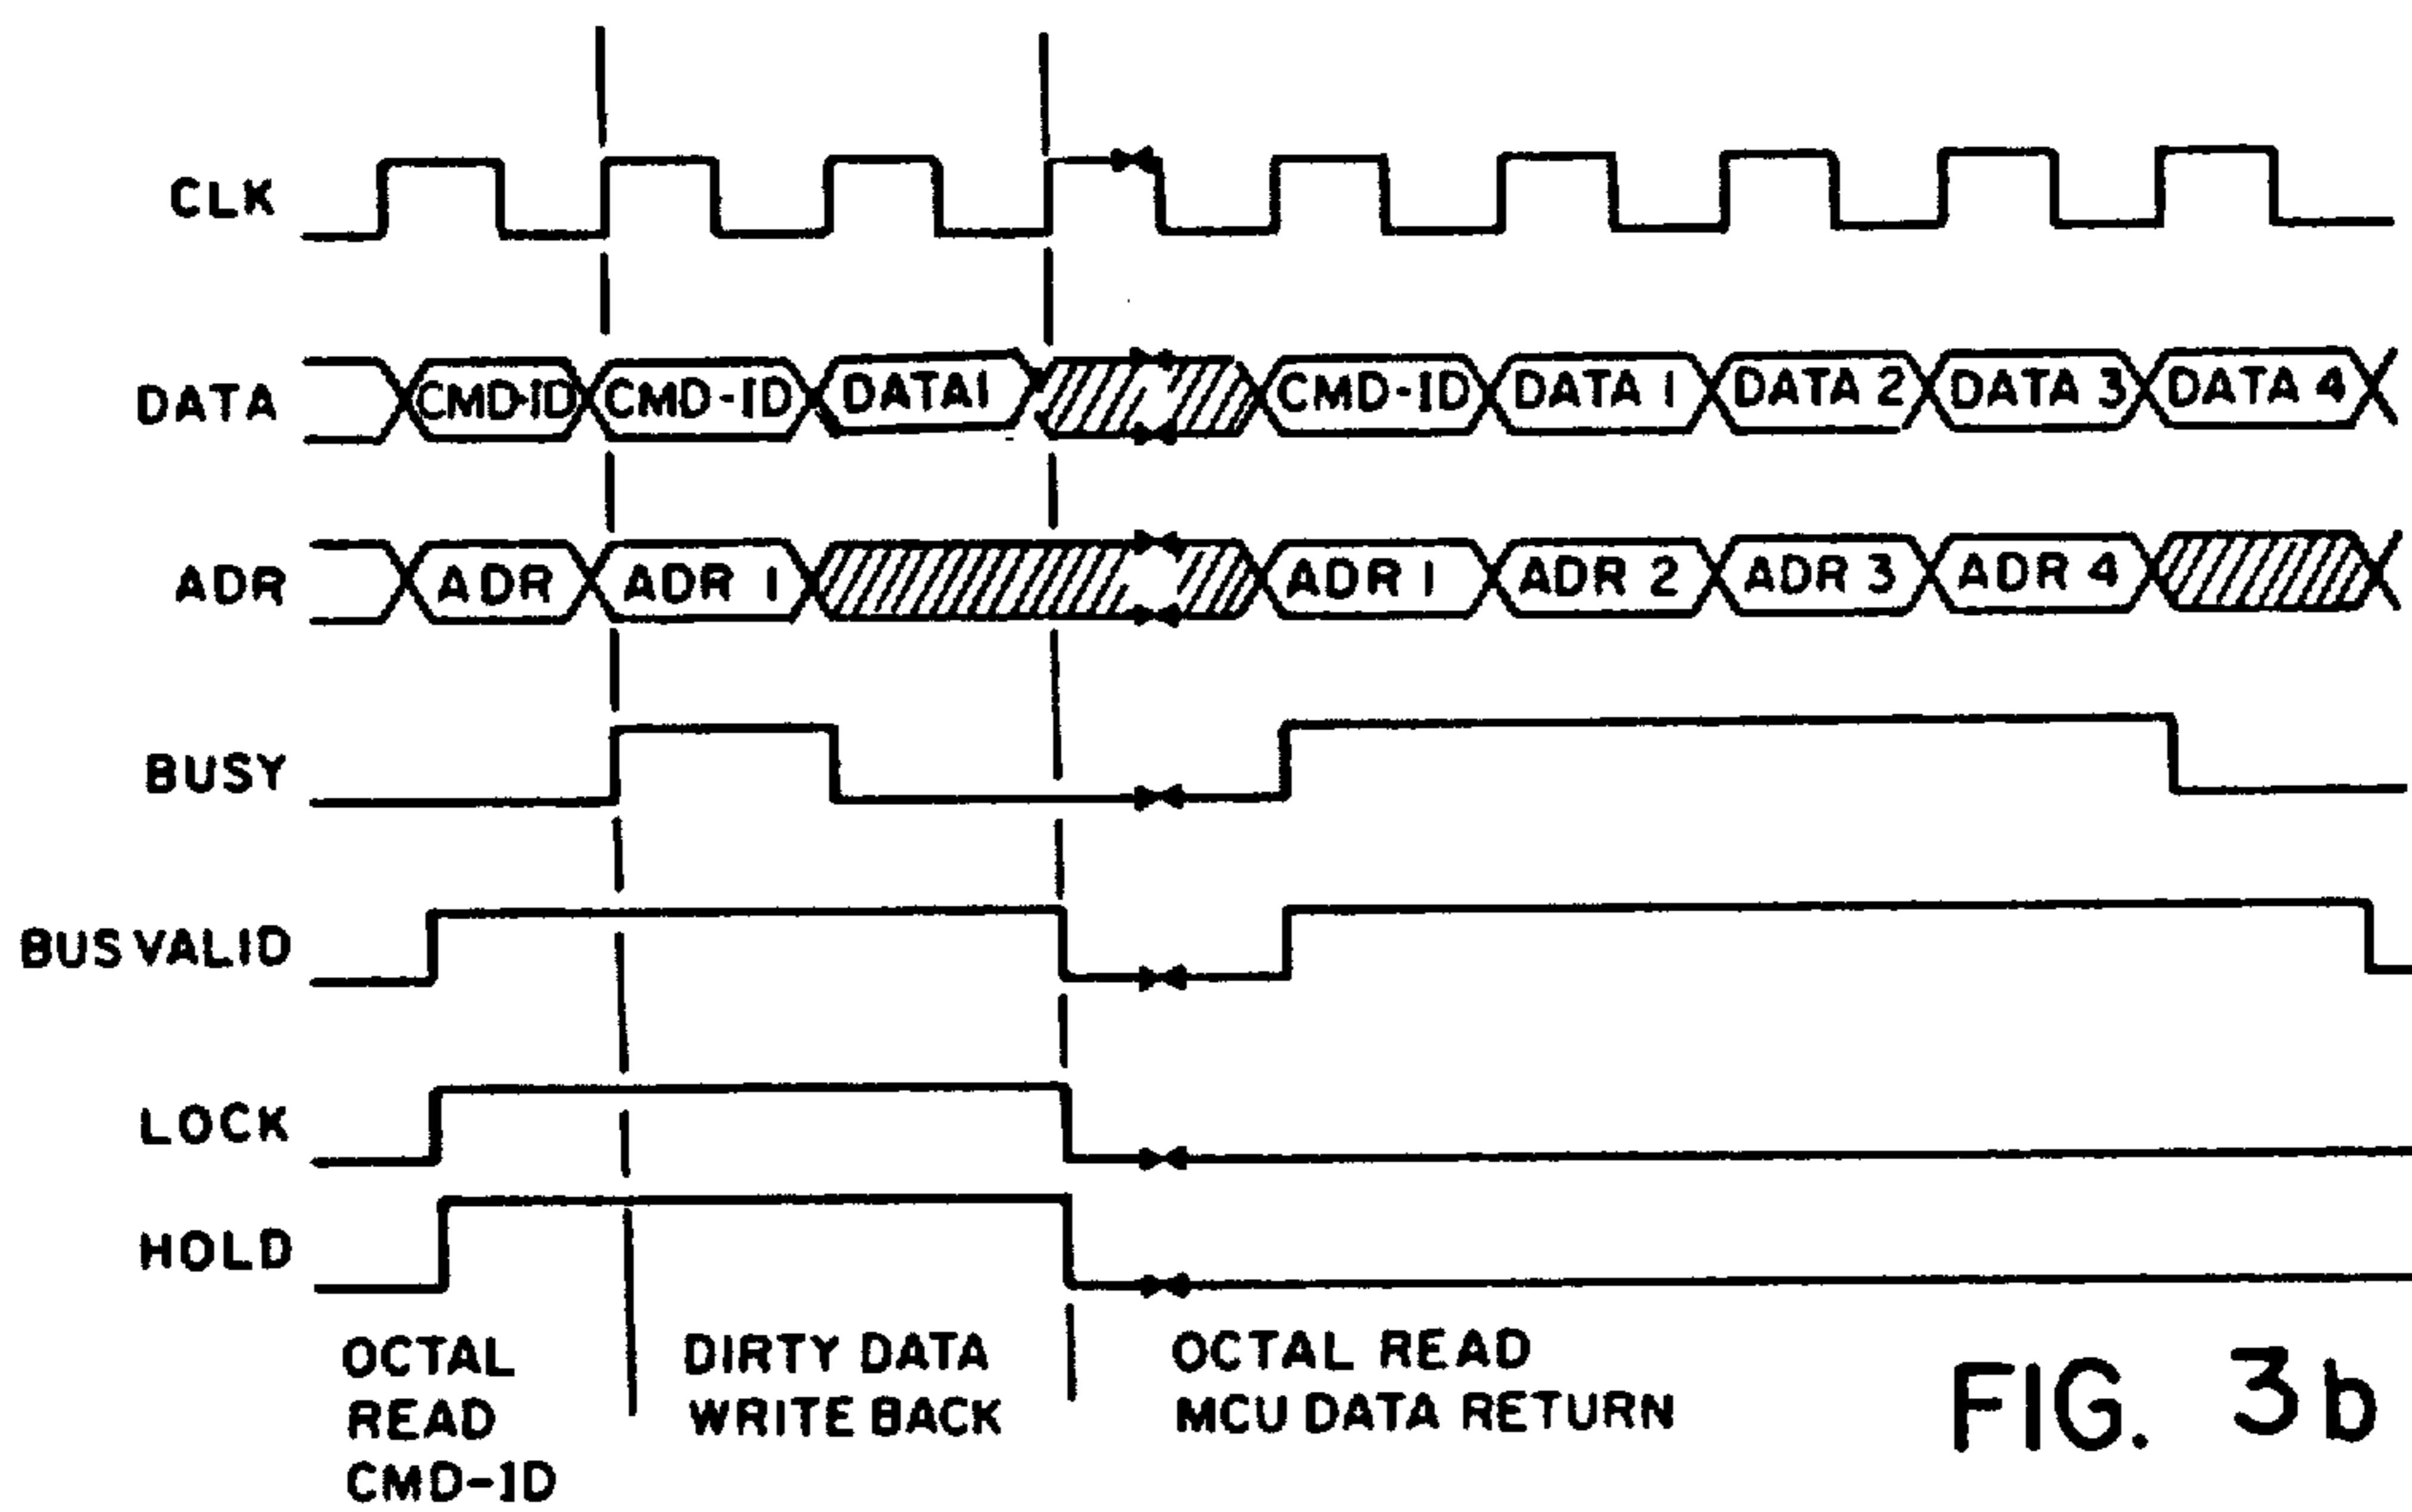 CLK
DATA CMD-ID CMD-ID DATA1 CMD-ID DATA 1 DATA 2 DATA 3 DATA 4
ADR ADR ADR 1 ADR 1 ADR 2 ADR 3 ADR 4
BUSY
BUSVALID
LOCK
HOLD
OCTAL
READ
CMD-ID
DIRTY DATA
WRITE BACK
OCTAL READ
MCU DATA RETURN
FIG. 3b